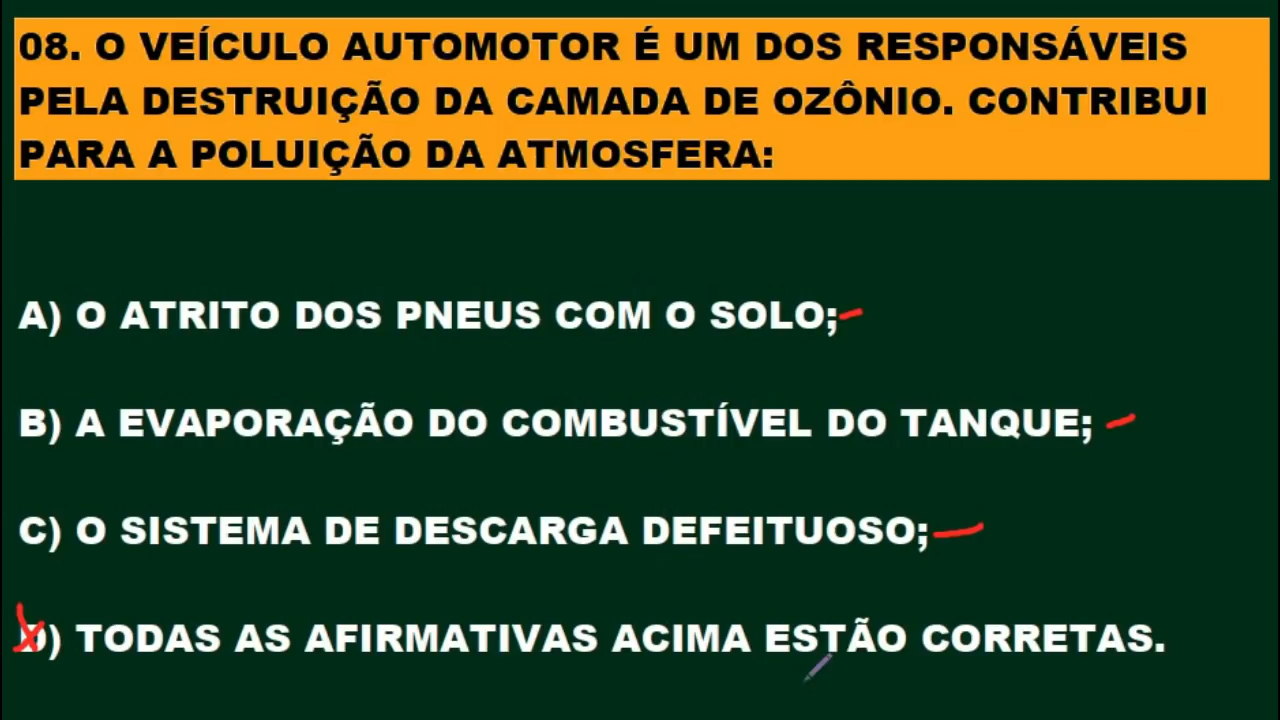 08. O VEÍCULO AUTOMOTOR É UM DOS RESPONSÁVEIS
PELA DESTRUIÇÃO DA CAMADA DE OZÔNIO. CONTRIBUI
PARA A POLUIÇÃO DA ATMOSFERA:
A) O ATRITO DOS PNEUS COM O SOLO;
B) A EVAPORAÇÃO DO COMBUSTÍVEL DO TANQUE;
C) O SISTEMA DE DESCARGA DEFEITUOSO;
D) TODAS AS AFIRMATIVAS ACIMA ESTÃO CORRETAS.